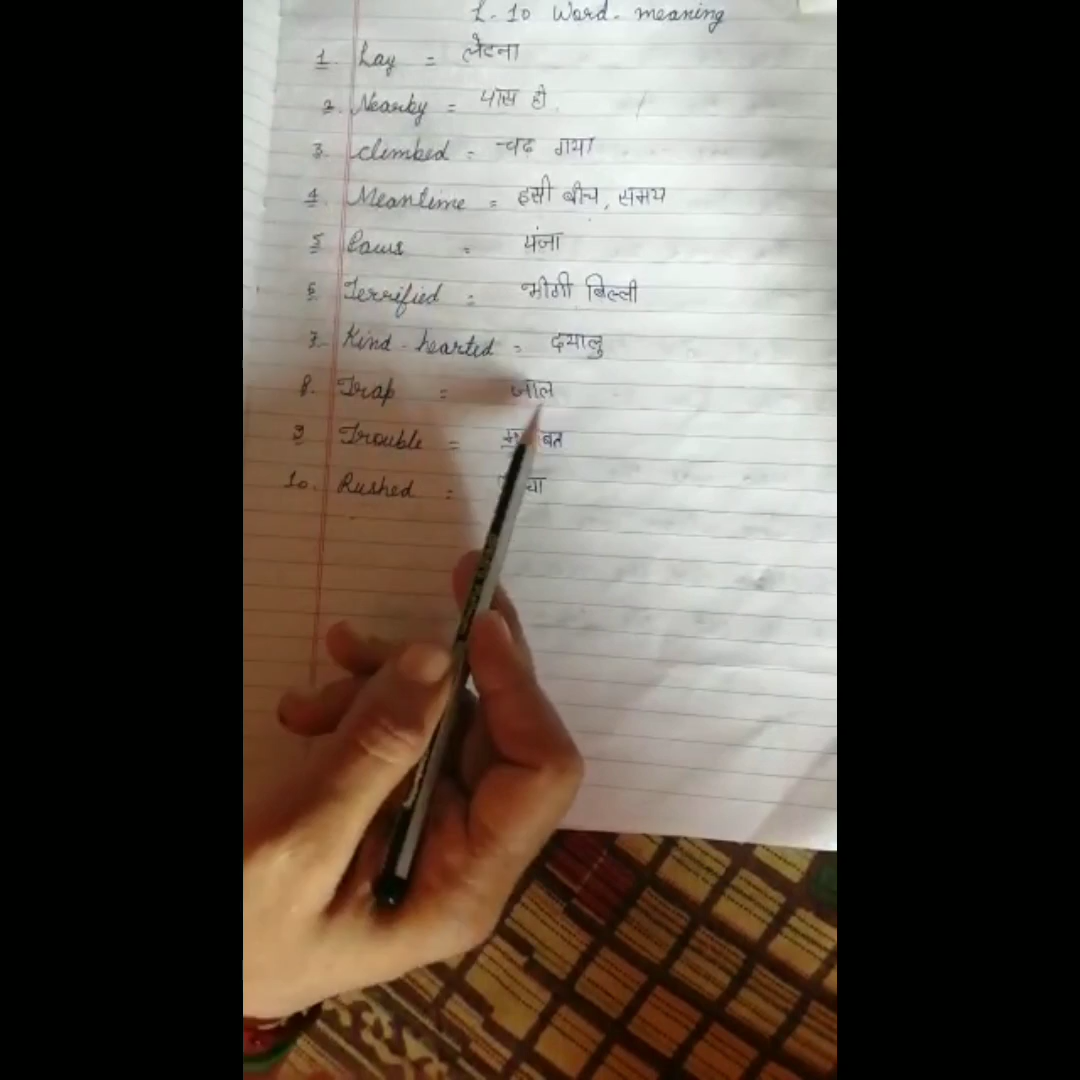 L-10 Word-meaning
1. Lay = लेटना
2. Nearby = पास ही
3. climbed = चढ़ गया
4. Meantime = इसी बीच, समय
5 Paws = पंजा
6 Terrified = भीगी बिल्ली
7. Kind-hearted = दयालु
8. Trap = जाल
9 Trouble =
10. Rushed =